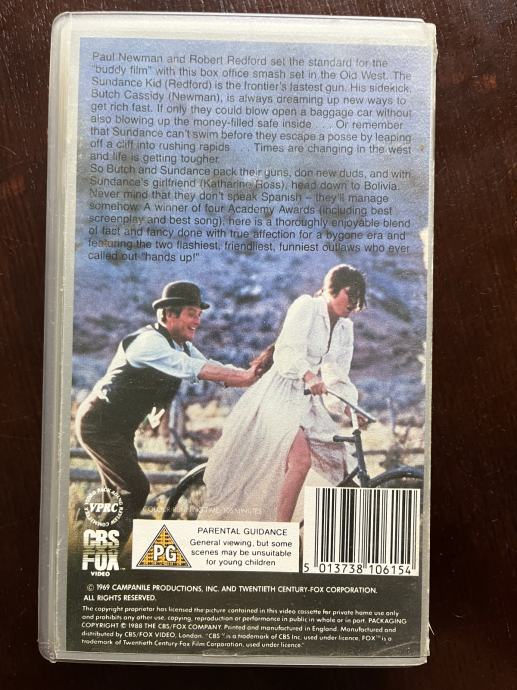 Paul Newman and Robert Redford set the standard for the
"buddy film" with this box office smash set in the Old West. The
Sundance Kid (Redford) is the frontier's fastest gun. His sidekick,
Butch Cassidy (Newman), is always dreaming up new ways to
get rich fast. If only they could blow open a baggage car without
also blowing up the money-filled safe inside . . . Or remember
that Sundance can't swim before they escape a posse by leaping
off a cliff into rushing rapids . . . Times are changing in the west
and life is getting tougher.
So Butch and Sundance pack their guns, don new duds, and with
Sundance's girlfriend (Katharine Ross), head down to Bolivia.
Never mind that they don't speak Spanish – they'll manage
somehow. A winner of four Academy Awards (including best
screenplay and best song), here is a thoroughly enjoyable blend
of fact and fancy done with true affection for a bygone era and
featuring the two flashiest, friendliest, funniest outlaws who ever
called out "hands up!"
COLOUR RUNNING TIME: 105 MINUTES
VPRC
CBS
FOX
VIDEO
PG
PARENTAL GUIDANCE
General viewing, but some
scenes may be unsuitable
for young children
5 013738 106154
© 1969 CAMPANILE PRODUCTIONS, INC. AND TWENTIETH CENTURY-FOX CORPORATION.
ALL RIGHTS RESERVED.
The copyright proprietor has licensed the picture contained in this video cassette for private home use only
and prohibits any other use, copying, reproduction or performance in public in whole or in part. PACKAGING
COPYRIGHT © 1988 THE CBS/FOX COMPANY. Printed and manufactured in England. Manufactured and
distributed by CBS/FOX VIDEO, London. "CBS"™ is a trademark of CBS Inc. used under licence, FOX™ is a
trademark of Twentieth Century Fox Film Corporation, used under licence."